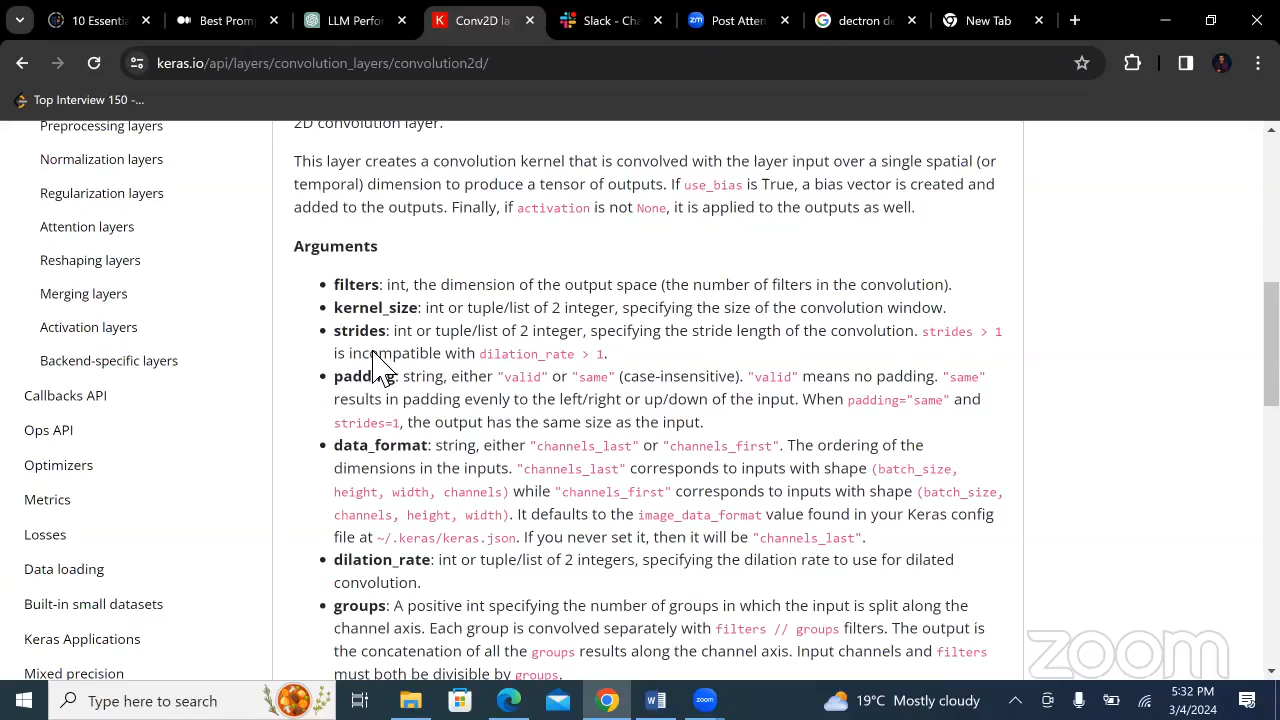 10 Essential
Best Promp
LLM Perfo
Conv2D la
Slack - Cha
Post Atten
dectron de
New Tab
keras.io/api/layers/convolution_layers/convolution2d/
Top Interview 150 -...
Preprocessing layers
Normalization layers
Regularization layers
Attention layers
Reshaping layers
Merging layers
Activation layers
Backend-specific layers
Callbacks API
Ops API
Optimizers
Metrics
Losses
Data loading
Built-in small datasets
Keras Applications
Mixed precision
2D convolution layer.
This layer creates a convolution kernel that is convolved with the layer input over a single spatial (or
temporal) dimension to produce a tensor of outputs. If use_bias is True, a bias vector is created and
added to the outputs. Finally, if activation is not None, it is applied to the outputs as well.
Arguments
• filters: int, the dimension of the output space (the number of filters in the convolution).
• kernel_size: int or tuple/list of 2 integer, specifying the size of the convolution window.
• strides: int or tuple/list of 2 integer, specifying the stride length of the convolution. strides > 1
is incompatible with dilation_rate > 1.
• padding: string, either "valid" or "same" (case-insensitive). "valid" means no padding. "same"
results in padding evenly to the left/right or up/down of the input. When padding="same" and
strides=1, the output has the same size as the input.
• data_format: string, either "channels_last" or "channels_first". The ordering of the
dimensions in the inputs. "channels_last" corresponds to inputs with shape (batch_size,
height, width, channels) while "channels_first" corresponds to inputs with shape (batch_size,
channels, height, width). It defaults to the image_data_format value found in your Keras config
file at ~/.keras/keras.json. If you never set it, then it will be "channels_last".
• dilation_rate: int or tuple/list of 2 integers, specifying the dilation rate to use for dilated
convolution.
• groups: A positive int specifying the number of groups in which the input is split along the
channel axis. Each group is convolved separately with filters // groups filters. The output is
the concatenation of all the groups results along the channel axis. Input channels and filters
must both be divisible by groups.
zoom
Type here to search
zoom
19°C Mostly cloudy
5:32 PM
3/4/2024